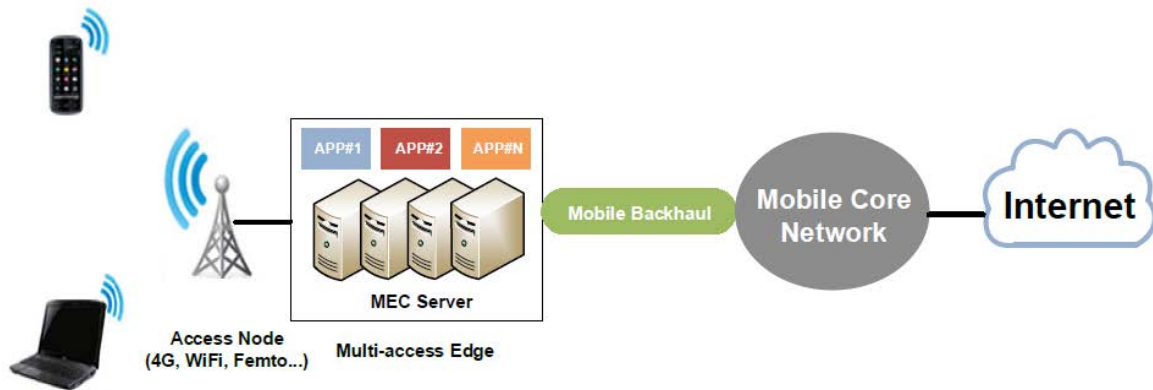 APP#1 APP#2 APP#N
MEC Server
Mobile Backhaul
Mobile Core
Network
Internet
Access Node
(4G, WiFi, Femto...)
Multi-access Edge